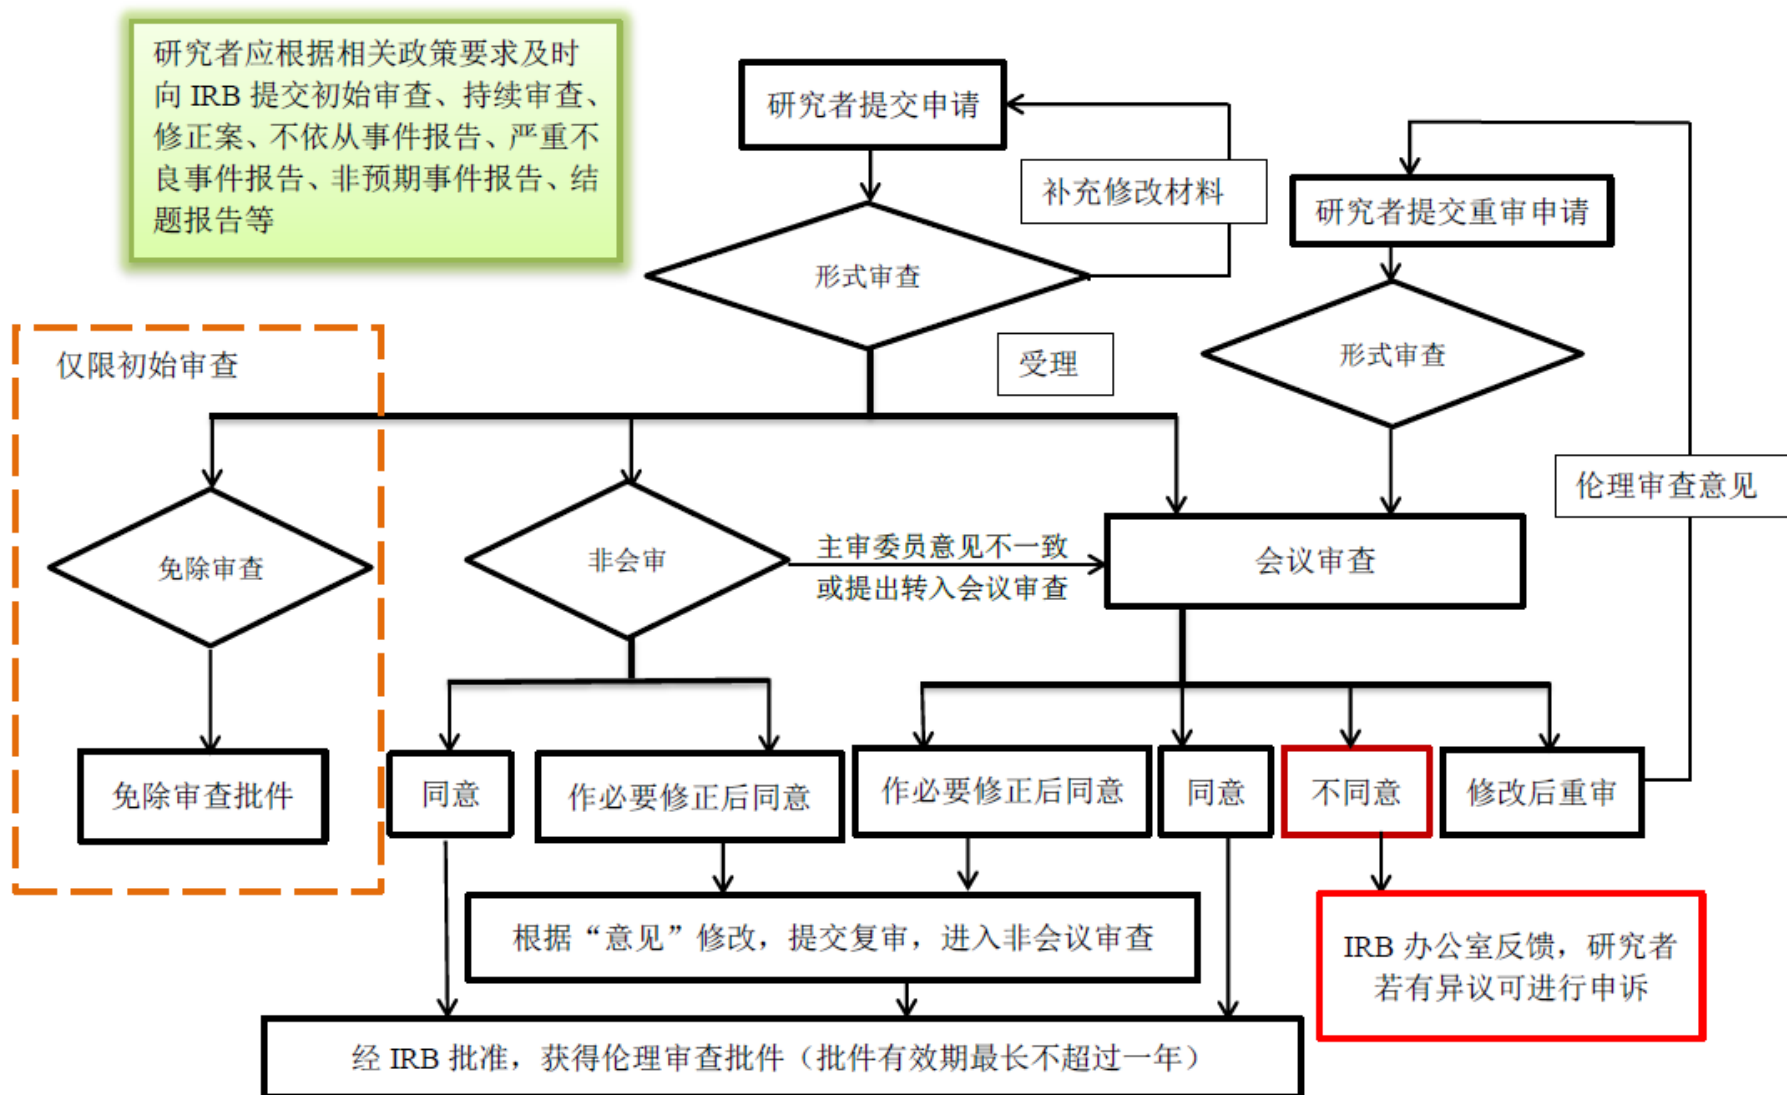 研究者应根据相关政策要求及时
向 IRB 提交初始审查、持续审查、
修正案、不依从事件报告、严重不
良事件报告、非预期事件报告、结
题报告等
研究者提交申请
补充修改材料
研究者提交重审申请
形式审查
形式审查
受理
仅限初始审查
伦理审查意见
免除审查
非会审
主审委员意见不一致
或提出转入会议审查
会议审查
免除审查批件
同意
作必要修正后同意
作必要修正后同意
同意
不同意
修改后重审
根据“意见”修改，提交复审，进入非会议审查
IRB 办公室反馈，研究者
若有异议可进行申诉
经 IRB 批准，获得伦理审查批件（批件有效期最长不超过一年）